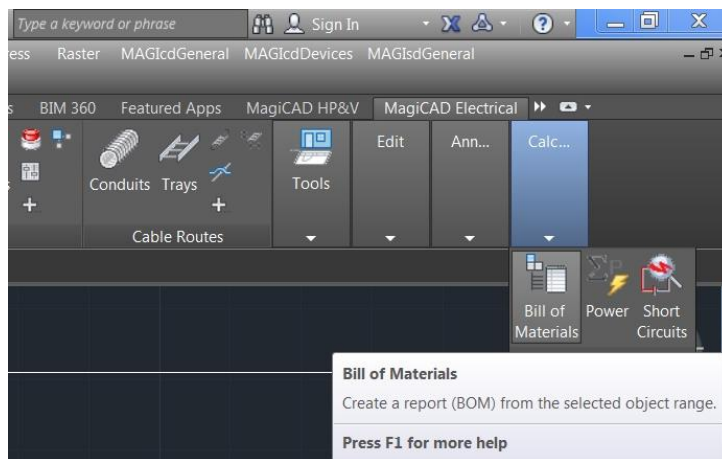 Type a keyword or phrase Sign In ?
ess Raster MAGIcdGeneral MAGIcdDevices MAGIsdGeneral
s BIM 360 Featured Apps MagiCAD HP&V MagiCAD Electrical
Conduits Trays Tools Edit Ann... Calc...
Cable Routes
Bill of Materials Power Short Circuits
Bill of Materials
Create a report (BOM) from the selected object range.
Press F1 for more help